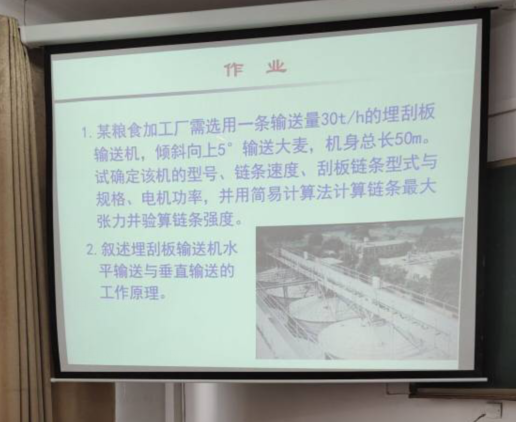 作 业
1. 某粮食加工厂需选用一条输送量30t/h的埋刮板
输送机，倾斜向上5°输送大麦，机身总长50m。
试确定该机的型号、链条速度、刮板链条型式与
规格、电机功率，并用简易计算法计算链条最大
张力并验算链条强度。
2. 叙述埋刮板输送机水
平输送与垂直输送的
工作原理。